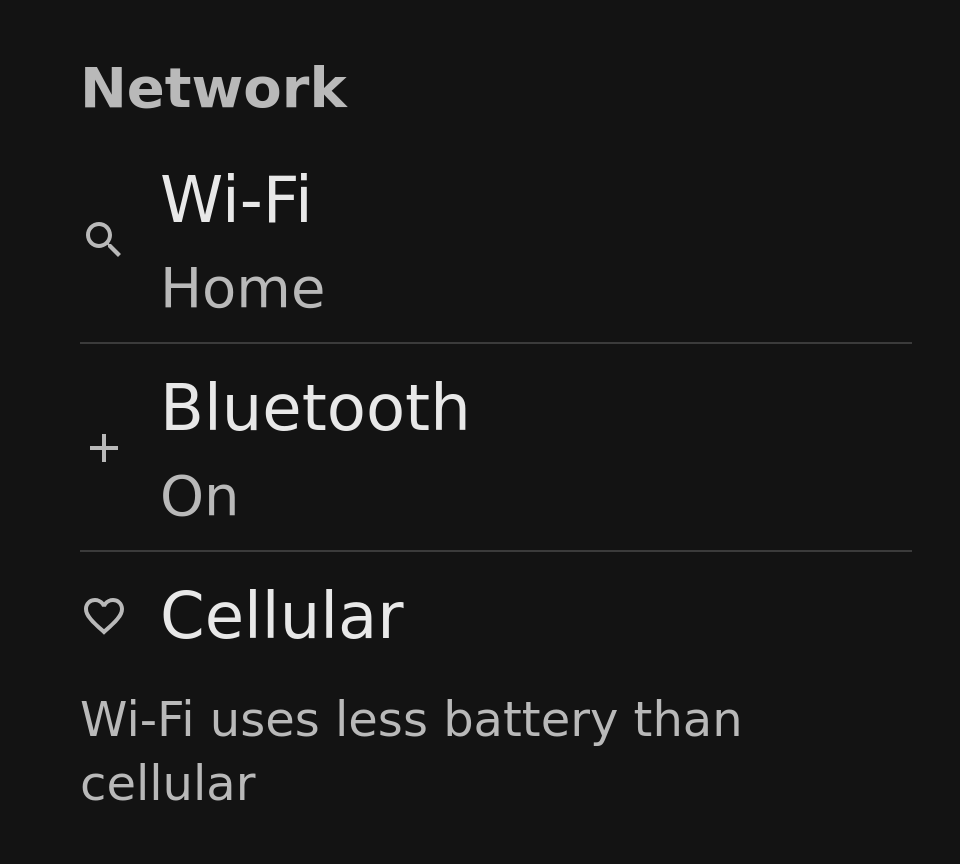 Network
Wi-Fi
Home
Bluetooth
On
Cellular
Wi-Fi uses less battery than
cellular